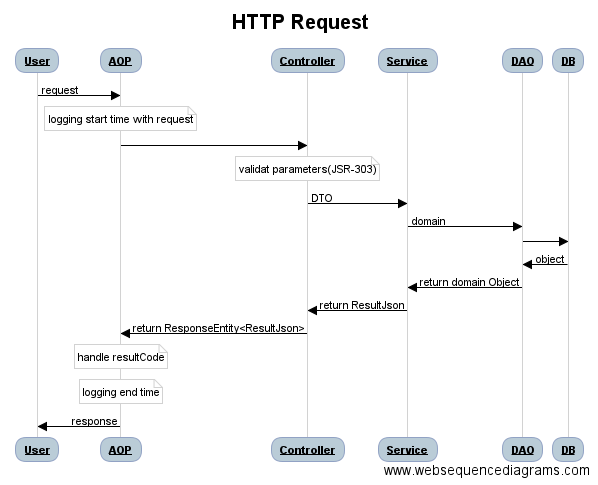 HTTP Request
User AOP Controller Service DAO DB
request
logging start time with request
validat parameters(JSR-303)
DTO
domain
object
return domain Object
return ResultJson
return ResponseEntity<ResultJson>
handle resultCode
logging end time
response
User AOP Controller Service DAO DB
www.websequencediagrams.com